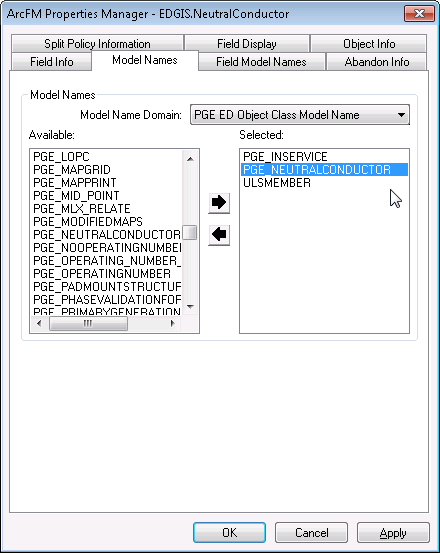 ArcFM Properties Manager - EDGIS.NeutralConductor
Split Policy Information
Field Display
Object Info
Field Info
Model Names
Field Model Names
Abandon Info
Model Names
Model Name Domain:
PGE ED Object Class Model Name
Available:
Selected:
PGE_LOPC
PGE_MAPGRID
PGE_MAPPRINT
PGE_MID_POINT
PGE_MLX_RELATE
PGE_MODIFIEDMAPS
PGE_NEUTRALCONDUCTOR
PGE_NOOPERATINGNUMBE
PGE_OPERATING_NUMBER_
PGE_OPERATINGNUMBER
PGE_PADMOUNTSTRUCTUF
PGE_PHASEVALIDATIONFOF
PGE_PRIMARYGENERATION
PGE_INSERVICE
PGE_NEUTRALCONDUCTOR
ULSMEMBER
OK
Cancel
Apply